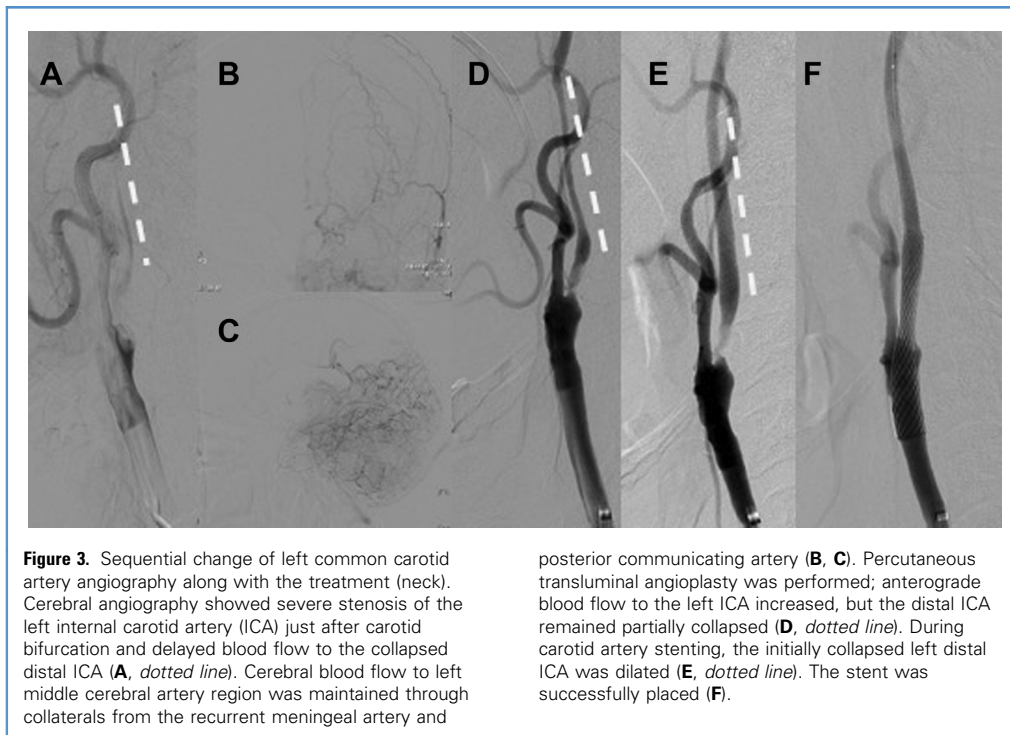 A
B
C
D
E
F
Figure 3. Sequential change of left common carotid
artery angiography along with the treatment (neck).
Cerebral angiography showed severe stenosis of the
left internal carotid artery (ICA) just after carotid
bifurcation and delayed blood flow to the collapsed
distal ICA (A, dotted line). Cerebral blood flow to left
middle cerebral artery region was maintained through
collaterals from the recurrent meningeal artery and
posterior communicating artery (B, C). Percutaneous
transluminal angioplasty was performed; anterograde
blood flow to the left ICA increased, but the distal ICA
remained partially collapsed (D, dotted line). During
carotid artery stenting, the initially collapsed left distal
ICA was dilated (E, dotted line). The stent was
successfully placed (F).